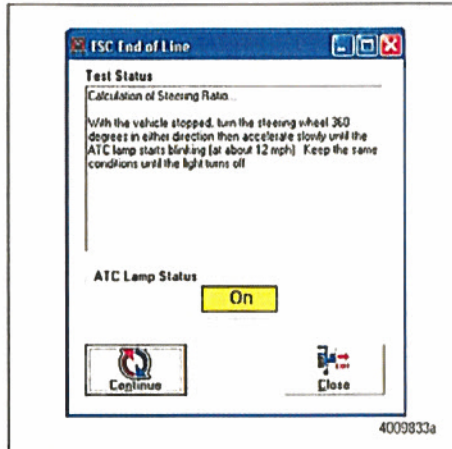 ESC End of Line
Test Status
Calculation of Steering Ratio...
With the vehicle stopped, turn the steering wheel 360
degrees in either direction then accelerate slowly until the
ATC lamp starts blinking (at about 12 mph). Keep the same
conditions until the light turns off
ATC Lamp Status
On
Continue
Close
4009833a